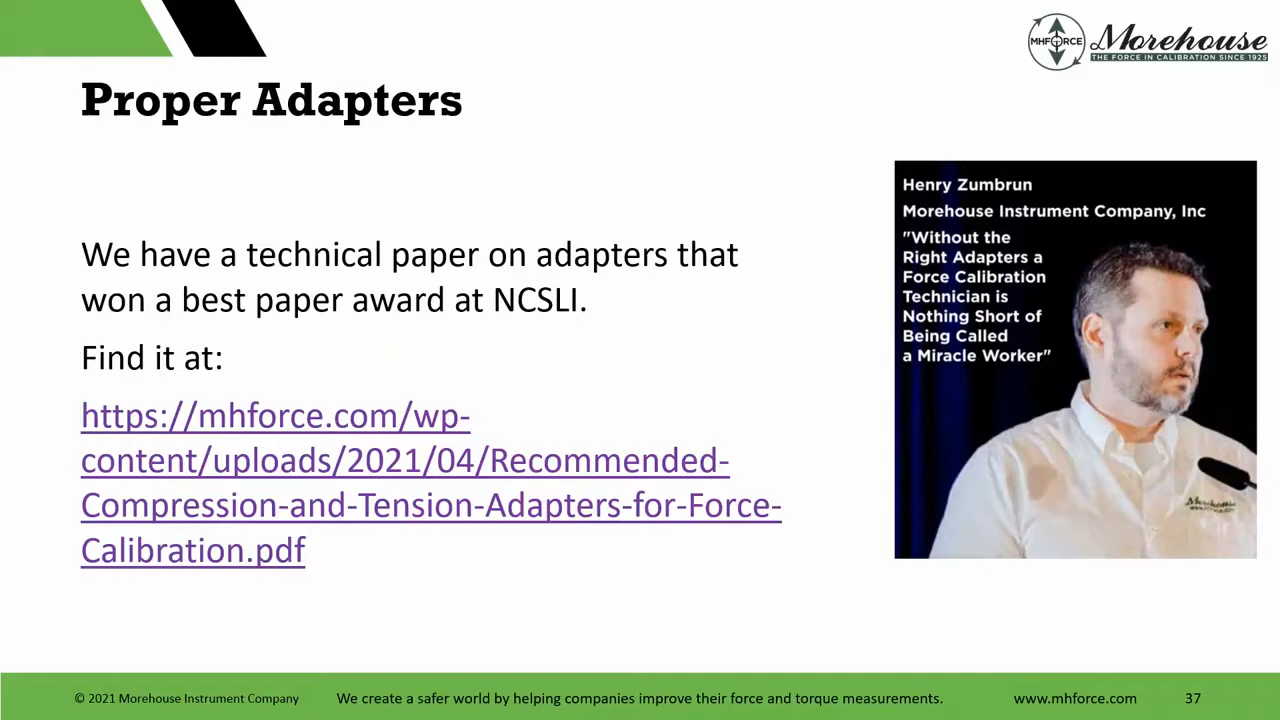 MHFORCE
Morehouse
THE FORCE IN CALIBRATION SINCE 1925
Proper Adapters
We have a technical paper on adapters that
won a best paper award at NCSLI.
Find it at:
https://mhforce.com/wp-
content/uploads/2021/04/Recommended-
Compression-and-Tension-Adapters-for-Force-
Calibration.pdf
Henry Zumbrun
Morehouse Instrument Company, Inc
"Without the
Right Adapters a
Force Calibration
Technician is
Nothing Short of
Being Called
a Miracle Worker"
Morehouse
© 2021 Morehouse Instrument Company
We create a safer world by helping companies improve their force and torque measurements.
www.mhforce.com
37